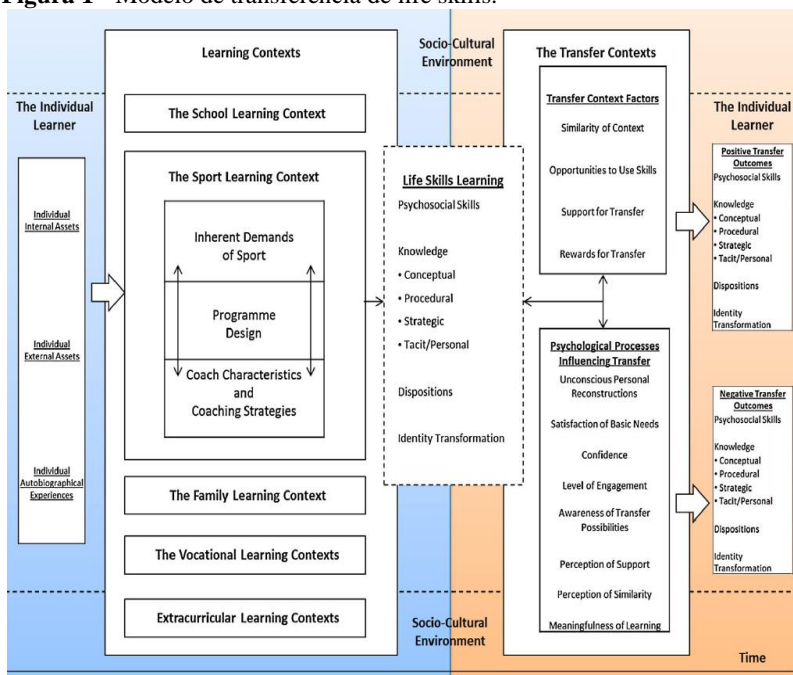 Figura 1 - Modelo de transferência de life skills.
Learning Contexts
Socio-Cultural
Environment
The Transfer Contexts
The Individual
Learner
Individual
Internal Assets
Individual
External Assets
Individual
Autobiographical
Experiences
The School Learning Context
The Sport Learning Context
Inherent Demands
of Sport
Programme
Design
Coach Characteristics
and
Coaching Strategies
The Family Learning Context
The Vocational Learning Contexts
Extracurricular Learning Contexts
Life Skills Learning
Psychosocial Skills
Knowledge
• Conceptual
• Procedural
• Strategic
• Tacit/Personal
Dispositions
Identity Transformation
Socio-Cultural
Environment
Transfer Context Factors
Similarity of Context
Opportunities to Use Skills
Support for Transfer
Rewards for Transfer
Psychological Processes
Influencing Transfer
Unconscious Personal
Reconstructions
Satisfaction of Basic Needs
Confidence
Level of Engagement
Awareness of Transfer
Possibilities
Perception of Support
Perception of Similarity
Meaningfulness of Learning
The Individual
Learner
Positive Transfer
Outcomes
Psychosocial Skills
Knowledge
• Conceptual
• Procedural
• Strategic
• Tacit/Personal
Dispositions
Identity
Transformation
Negative Transfer
Outcomes
Psychosocial Skills
Knowledge
• Conceptual
• Procedural
• Strategic
• Tacit/Personal
Dispositions
Identity
Transformation
Time